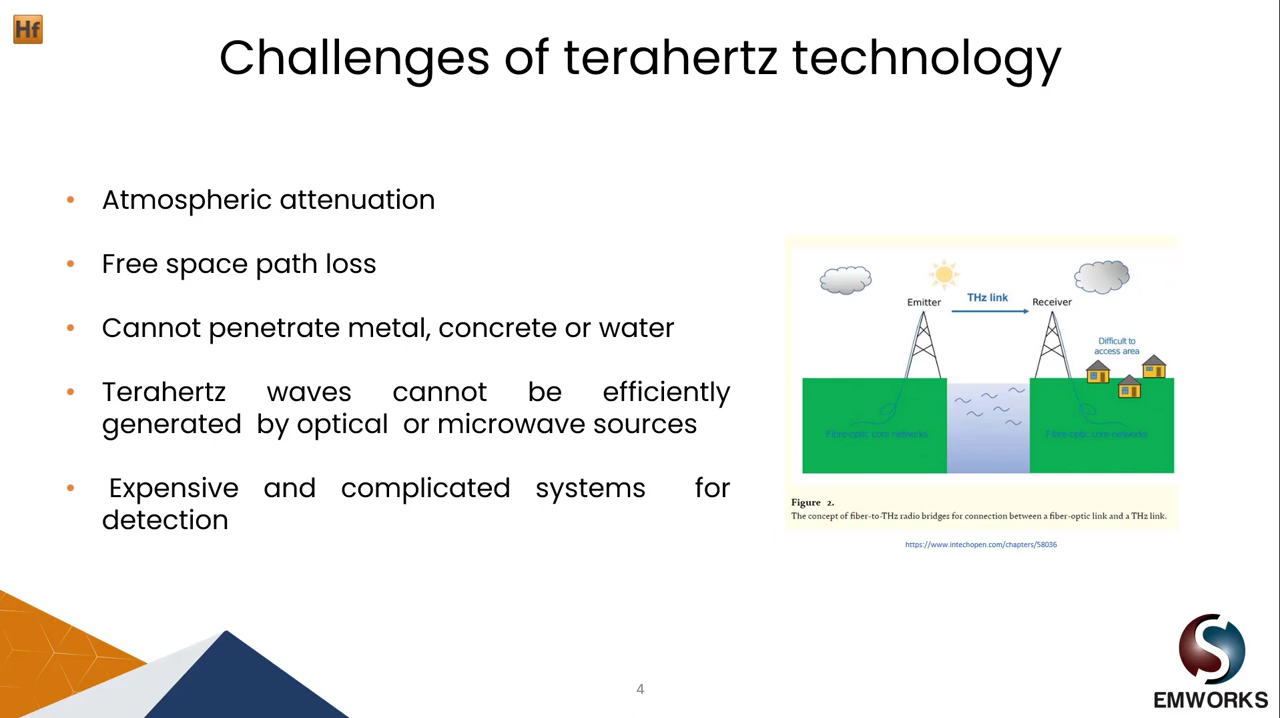 Hf
Challenges of terahertz technology
• Atmospheric attenuation
• Free space path loss
• Cannot penetrate metal, concrete or water
• Terahertz waves cannot be efficiently
generated by optical or microwave sources
• Expensive and complicated systems for
detection
Emitter
THz link
Receiver
Difficult to
access area
Fibre-optic core networks
Fibre-optic core networks
Figure 2.
The concept of fiber-to-THz radio bridges for connection between a fiber-optic link and a THz link.
https://www.intechopen.com/chapters/58036
4
S
EMWORKS